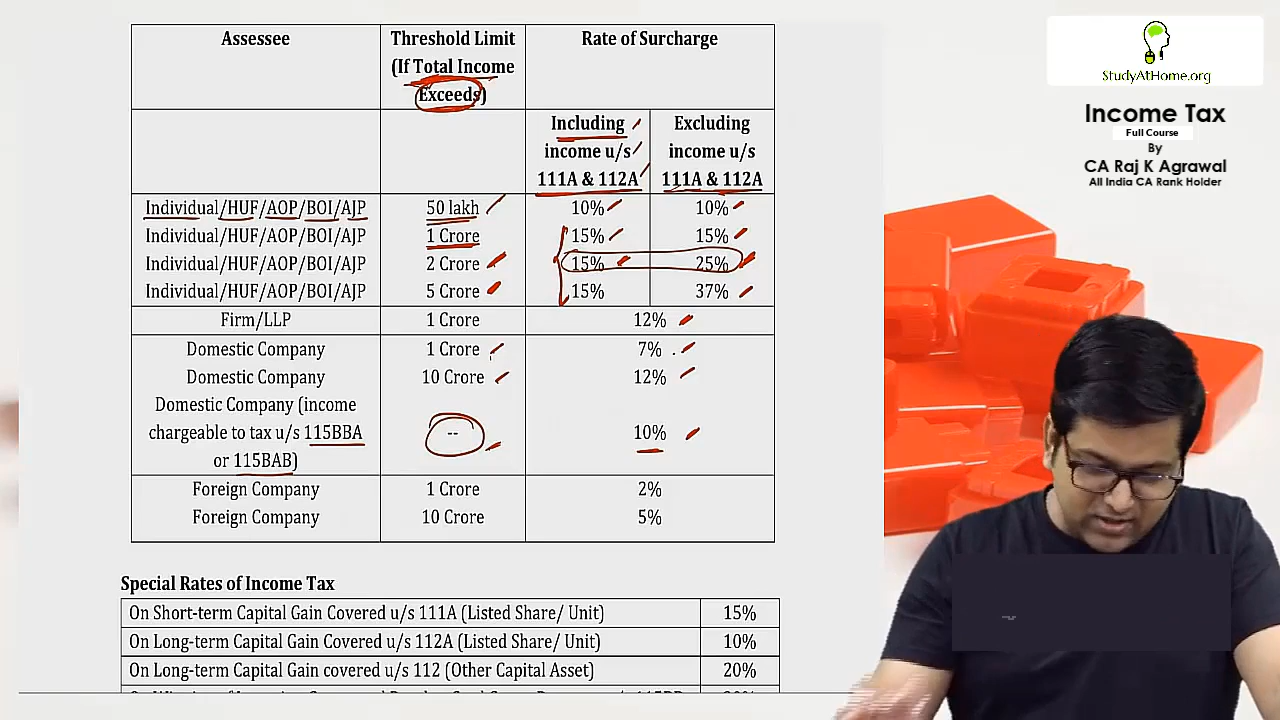 Assessee Threshold Limit Rate of Surcharge
(If Total Income
Exceeds)
Including Excluding
income u/s income u/s
111A & 112A 111A & 112A
Individual/HUF/AOP/BOI/AJP 50 lakh 10% 10%
Individual/HUF/AOP/BOI/AJP 1 Crore 15% 15%
Individual/HUF/AOP/BOI/AJP 2 Crore 15% 25%
Individual/HUF/AOP/BOI/AJP 5 Crore 15% 37%
Firm/LLP 1 Crore 12%
Domestic Company 1 Crore 7%
Domestic Company 10 Crore 12%
Domestic Company (income
chargeable to tax u/s 115BBA -- 10%
or 115BAB)
Foreign Company 1 Crore 2%
Foreign Company 10 Crore 5%
Special Rates of Income Tax
On Short-term Capital Gain Covered u/s 111A (Listed Share/ Unit) 15%
On Long-term Capital Gain Covered u/s 112A (Listed Share/ Unit) 10%
On Long-term Capital Gain covered u/s 112 (Other Capital Asset) 20%
StudyAtHome.org
Income Tax
Full Course
By
CA Raj K Agrawal
All India CA Rank Holder